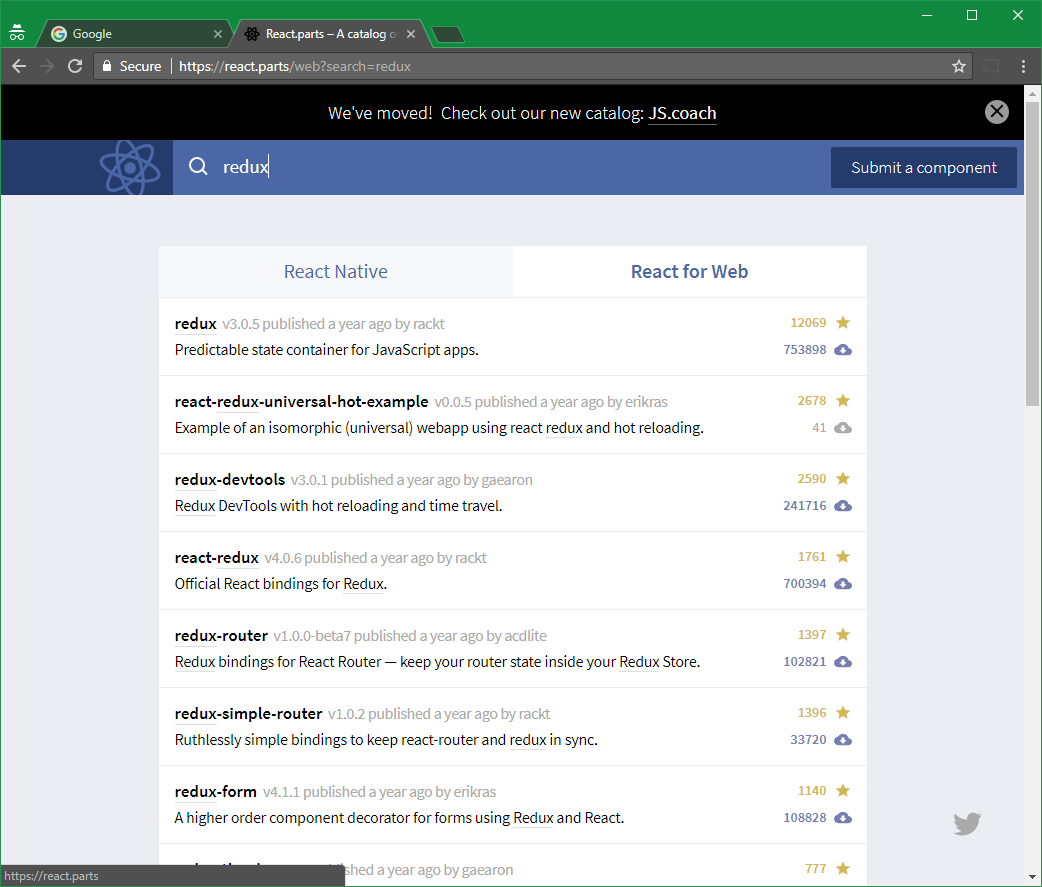 Google
React.parts – A catalog o
Secure https://react.parts/web?search=redux
We've moved! Check out our new catalog: JS.coach
redux
Submit a component
React Native
React for Web
redux v3.0.5 published a year ago by rackt 12069
Predictable state container for JavaScript apps. 753898
react-redux-universal-hot-example v0.0.5 published a year ago by erikras 2678
Example of an isomorphic (universal) webapp using react redux and hot reloading. 41
redux-devtools v3.0.1 published a year ago by gaearon 2590
Redux DevTools with hot reloading and time travel. 241716
react-redux v4.0.6 published a year ago by rackt 1761
Official React bindings for Redux. 700394
redux-router v1.0.0-beta7 published a year ago by acdlite 1397
Redux bindings for React Router — keep your router state inside your Redux Store. 102821
redux-simple-router v1.0.2 published a year ago by rackt 1396
Ruthlessly simple bindings to keep react-router and redux in sync. 33720
redux-form v4.1.1 published a year ago by erikras 1140
A higher order component decorator for forms using Redux and React. 108828
shed a year ago by gaearon 777
https://react.parts